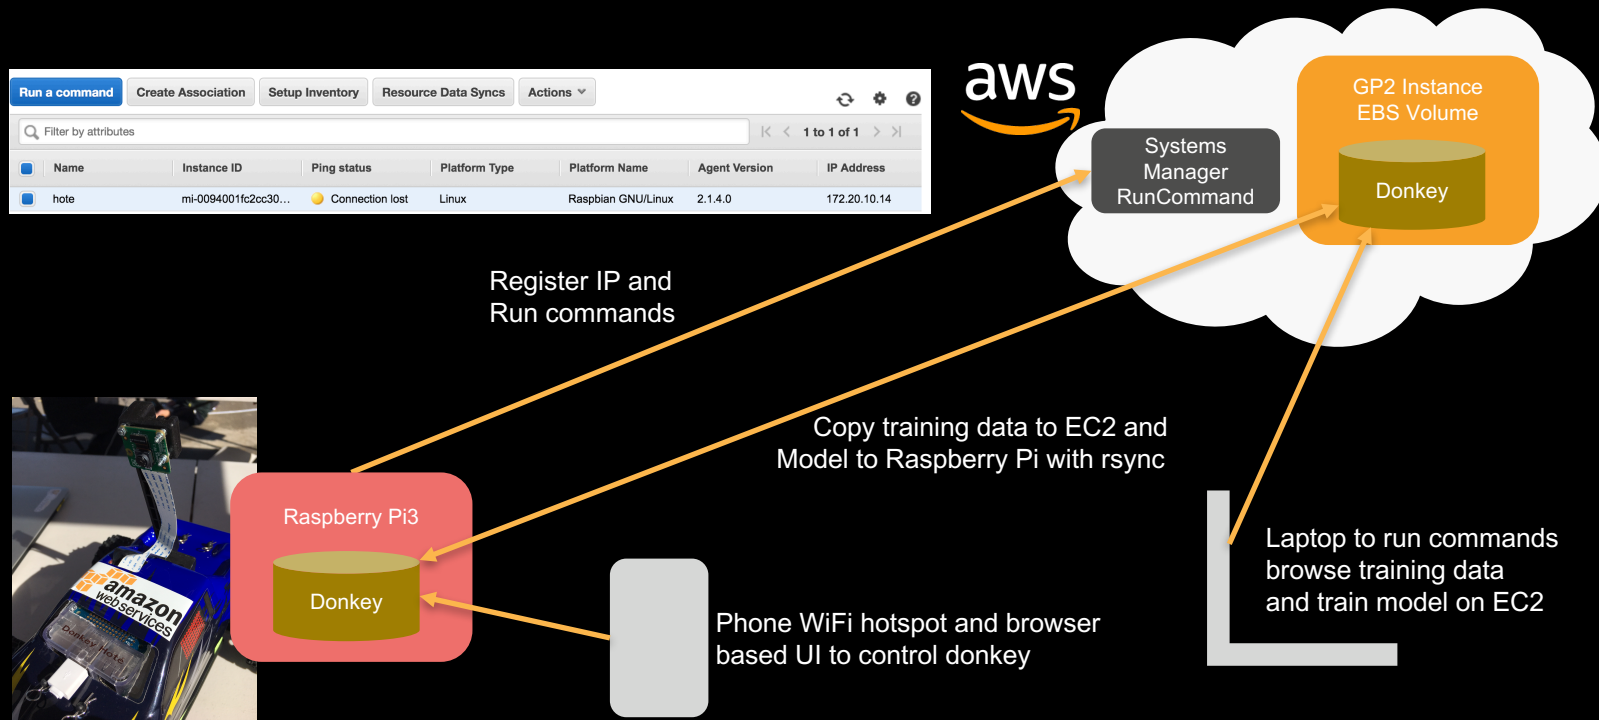 Run a command Create Association Setup Inventory Resource Data Syncs Actions
Filter by attributes 1 to 1 of 1
Name Instance ID Ping status Platform Type Platform Name Agent Version IP Address
hote mi-0094001fc2cc30... Connection lost Linux Raspbian GNU/Linux 2.1.4.0 172.20.10.14
aws
GP2 Instance
EBS Volume
Systems
Manager
RunCommand
Donkey
Register IP and
Run commands
Copy training data to EC2 and
Model to Raspberry Pi with rsync
Raspberry Pi3
Donkey
amazon
webservices
Donkey Hote
Phone WiFi hotspot and browser
based UI to control donkey
Laptop to run commands
browse training data
and train model on EC2